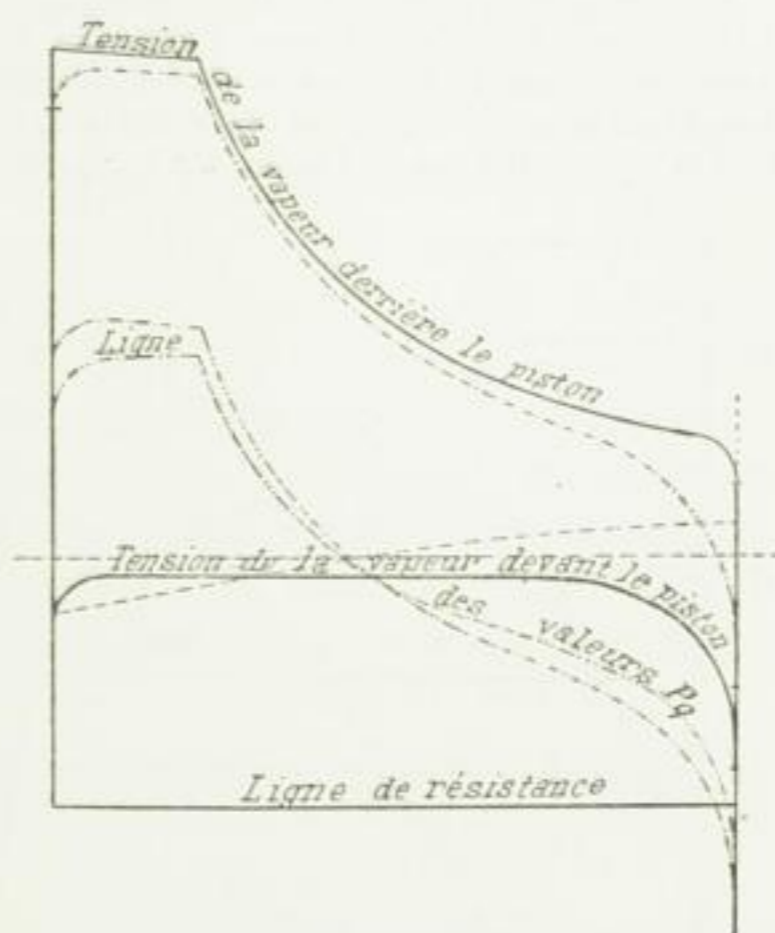 Tension de la vapeur derrière le piston
Ligne des valeurs Pq
Tension de la vapeur devant le piston
Ligne de résistance